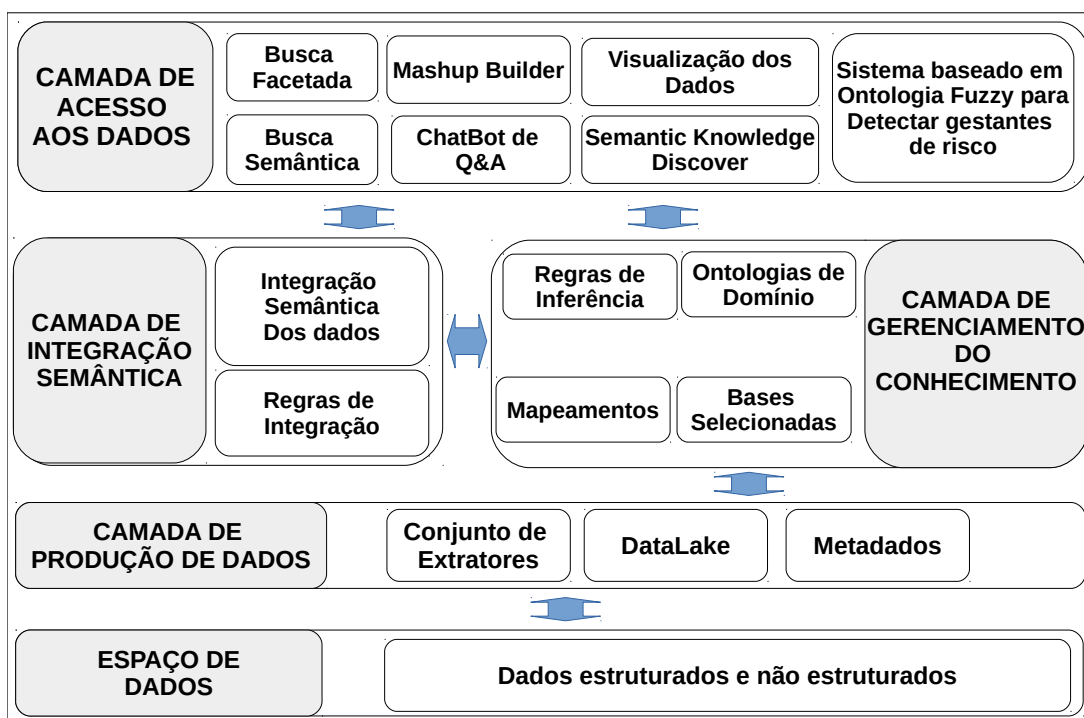 CAMADA DE
ACESSO
AOS DADOS
Busca
Facetada
Mashup Builder
Visualização dos
Dados
Sistema baseado em
Ontologia Fuzzy para
Detectar gestantes
de risco
Busca
Semântica
ChatBot de
Q&A
Semantic Knowledge
Discover
CAMADA DE
INTEGRAÇÃO
SEMÂNTICA
Integração
Semântica
Dos dados
Regras de
Integração
Regras de
Inferência
Ontologias de
Domínio
Mapeamentos
Bases
Selecionadas
CAMADA DE
GERENCIAMENTO
DO
CONHECIMENTO
CAMADA DE
PRODUÇÃO DE DADOS
Conjunto de
Extratores
DataLake
Metadados
ESPAÇO DE
DADOS
Dados estruturados e não estruturados